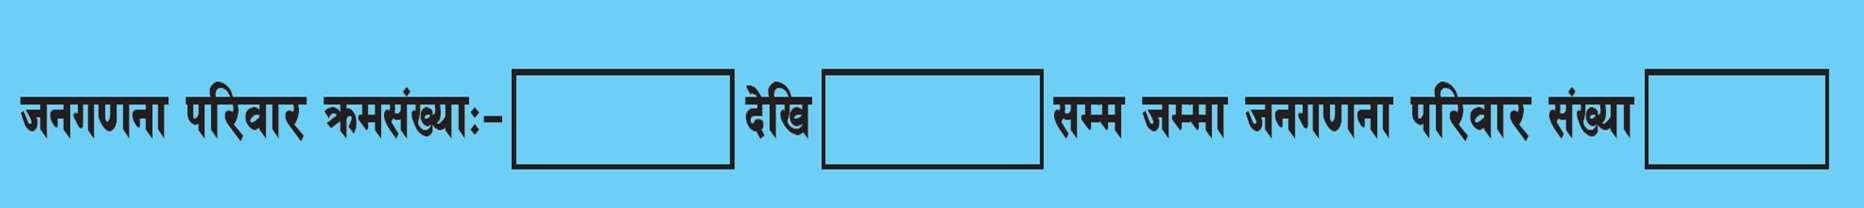 जनगणना परिवार क्रमसंख्याः- देखि सम्म जम्मा जनगणना परिवार संख्या